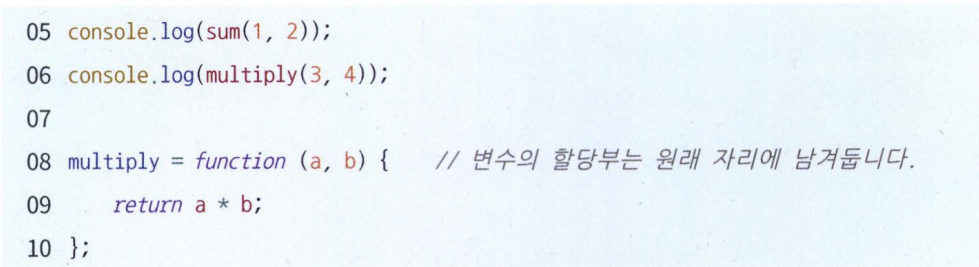 05 console.log(sum(1, 2));
06 console.log(multiply(3, 4));
07
08 multiply = function (a, b) {    // 변수의 할당부는 원래 자리에 남겨둡니다.
09     return a * b;
10 };